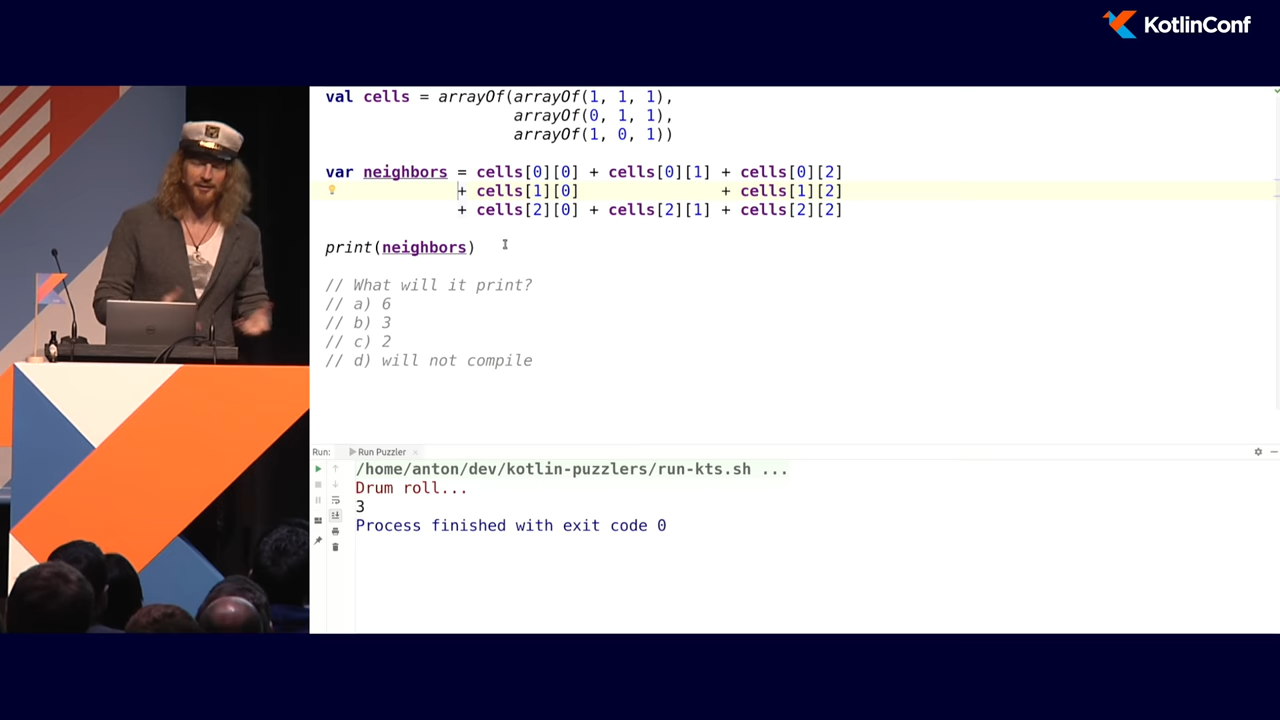 KotlinConf
val cells = arrayOf(arrayOf(1, 1, 1),
arrayOf(0, 1, 1),
arrayOf(1, 0, 1))
var neighbors = cells[0][0] + cells[0][1] + cells[0][2]
+ cells[1][0] + cells[1][2]
+ cells[2][0] + cells[2][1] + cells[2][2]
print(neighbors)
// What will it print?
// a) 6
// b) 3
// c) 2
// d) will not compile
Run: Run Puzzler
/home/anton/dev/kotlin-puzzlers/run-kts.sh ...
Drum roll...
3
Process finished with exit code 0